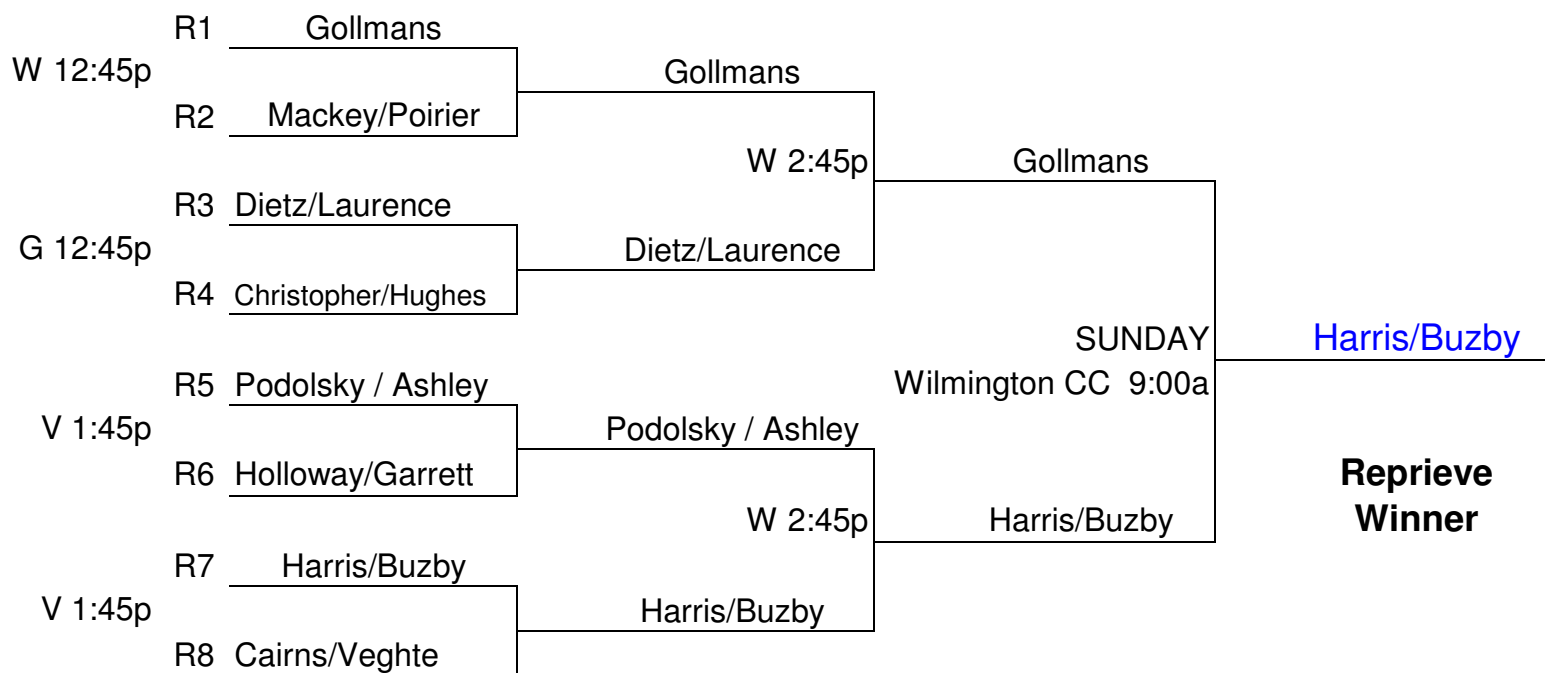 R1 Gollmans
W 12:45p Gollmans
R2 Mackey/Poirier
W 2:45p Gollmans
R3 Dietz/Laurence
G 12:45p Dietz/Laurence
R4 Christopher/Hughes
SUNDAY Harris/Buzby
R5 Podolsky / Ashley Wilmington CC 9:00a
V 1:45p Podolsky / Ashley
R6 Holloway/Garrett Reprieve
W 2:45p Harris/Buzby Winner
R7 Harris/Buzby
V 1:45p Harris/Buzby
R8 Cairns/Veghte